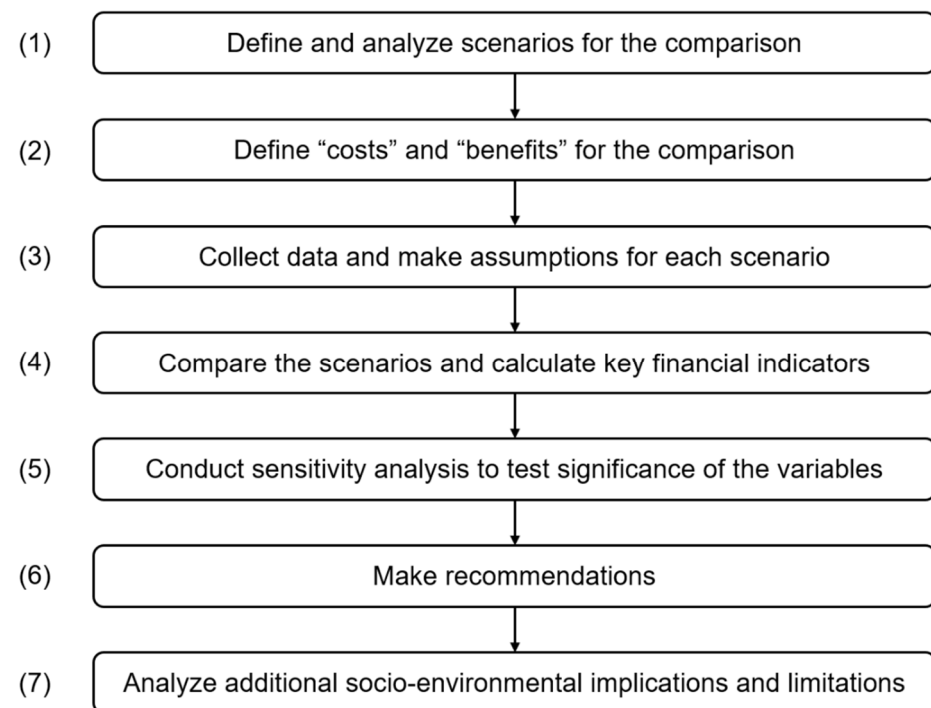 (1) Define and analyze scenarios for the comparison
(2) Define “costs” and “benefits” for the comparison
(3) Collect data and make assumptions for each scenario
(4) Compare the scenarios and calculate key financial indicators
(5) Conduct sensitivity analysis to test significance of the variables
(6) Make recommendations
(7) Analyze additional socio-environmental implications and limitations